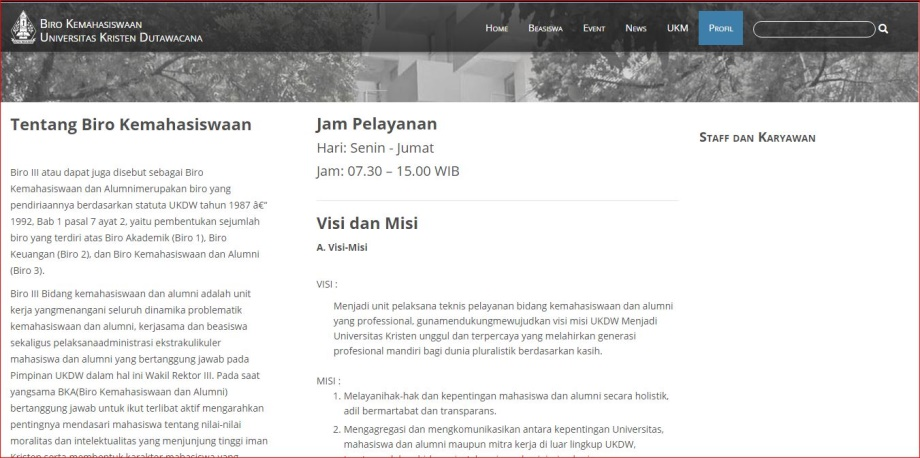 BIRO KEMAHASISWAAN
UNIVERSITAS KRISTEN DUTAWACANA
HOME BEASISWA EVENT NEWS UKM PROFIL
Tentang Biro Kemahasiswaan
Biro III atau dapat juga disebut sebagai Biro
Kemahasiswaan dan Alumnimerupakan biro yang
pendiriaannya berdasarkan statuta UKDW tahun 1987 â€“
1992, Bab 1 pasal 7 ayat 2, yaitu pembentukan sejumlah
biro yang terdiri atas Biro Akademik (Biro 1), Biro
Keuangan (Biro 2), dan Biro Kemahasiswaan dan Alumni
(Biro 3).
Biro III Bidang kemahasiswaan dan alumni adalah unit
kerja yangmenangani seluruh dinamika problematik
kemahasiswaan dan alumni, kerjasama dan beasiswa
sekaligus pelaksanaadministrasi ekstrakulikuler
mahasiswa dan alumni yang bertanggung jawab pada
Pimpinan UKDW dalam hal ini Wakil Rektor III. Pada saat
yangsama BKA(Biro Kemahasiswaan dan Alumni)
bertanggung jawab untuk ikut terlibat aktif mengarahkan
pentingnya mendasari mahasiswa tentang nilai-nilai
moralitas dan intelektualitas yang menjunjung tinggi iman
Kristen serta membentuk karakter mahasiswa yang
Jam Pelayanan
Hari: Senin - Jumat
Jam: 07.30 – 15.00 WIB
Visi dan Misi
A. Visi-Misi
VISI :
Menjadi unit pelaksana teknis pelayanan bidang kemahasiswaan dan alumni
yang professional, gunamendukungmewujudkan visi misi UKDW Menjadi
Universitas Kristen unggul dan terpercaya yang melahirkan generasi
profesional mandiri bagi dunia pluralistik berdasarkan kasih.
MISI :
1. Melayanihak-hak dan kepentingan mahasiswa dan alumni secara holistik,
adil bermartabat dan transparans.
2. Mengagregasi dan mengkomunikasikan antara kepentingan Universitas,
mahasiswa dan alumni maupun mitra kerja di luar lingkup UKDW,
STAFF DAN KARYAWAN